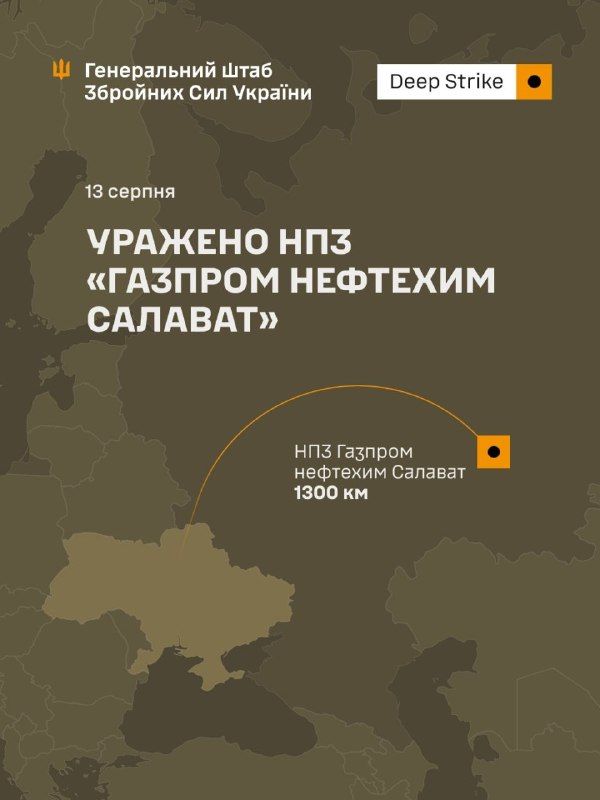 Генеральний Штаб
Збройних Сил України
Deep Strike
13 серпня
УРАЖЕНО НПЗ
«ГАЗПРОМ НЕФТЕХИМ
САЛАВАТ»
НПЗ Газпром
нефтехим Салават
1300 км